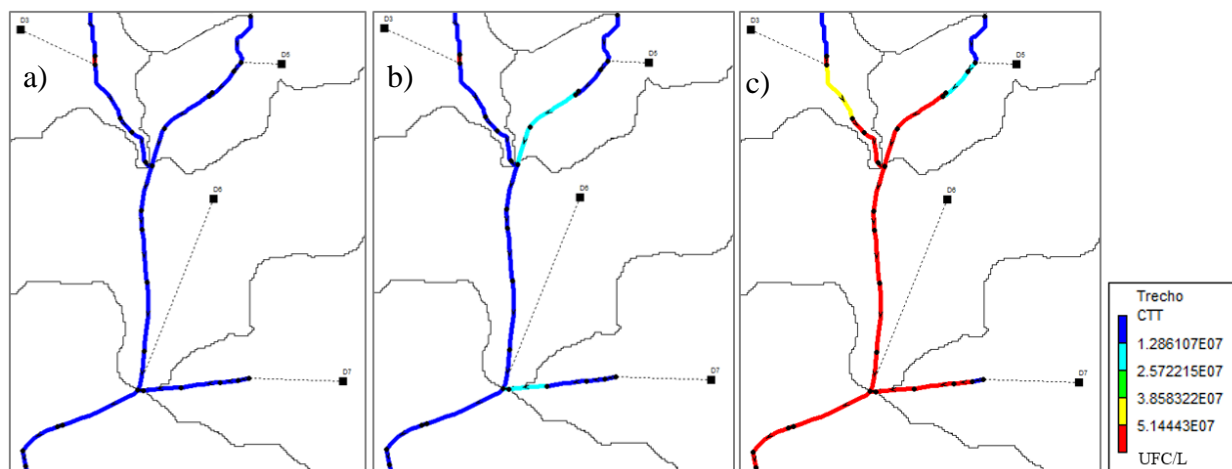 a)
D3
D5
D6
D7
b)
D3
D5
D6
D7
c)
D3
D5
D6
D7
Trecho
CTT
1.286107E07
2.572215E07
3.858322E07
5.14443E07
UFC/L